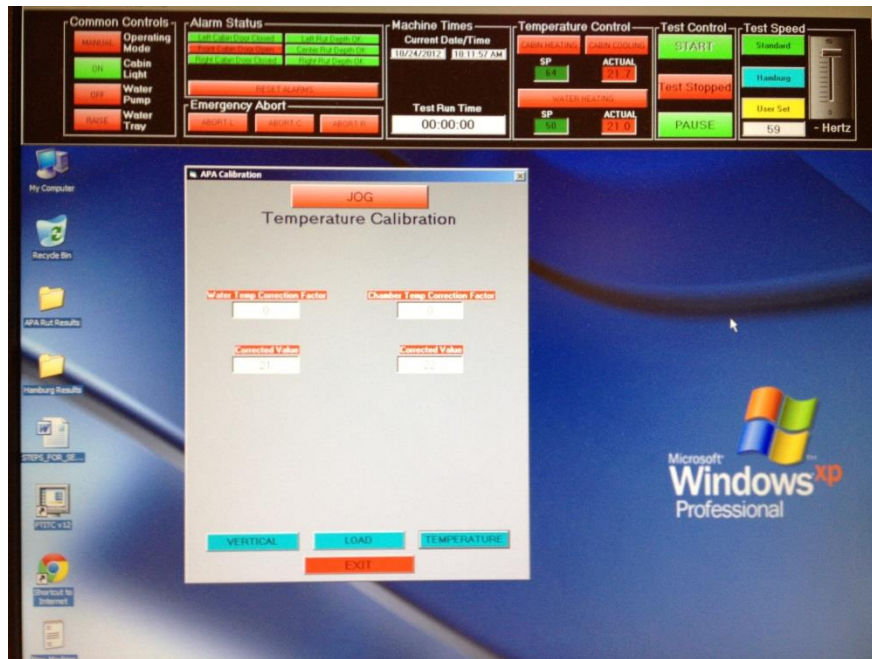 Common Controls
MANUAL
Operating
Mode
ON
Cabin
Light
OFF
Water
Pump
RAISE
Water
Tray
Alarm Status
Left Cabin Door Closed
Left Rut Depth OK
Front Cabin Door Open
Center Rut Depth OK
Right Cabin Door Closed
Right Rut Depth OK
RESET ALARMS
Emergency Abort
ABORT L
ABORT C
ABORT R
Machine Times
Current Date/Time
10/24/2012
10:11:57 AM
Test Run Time
00:00:00
Temperature Control
CABIN HEATING
CABIN COOLING
SP
ACTUAL
64
21.7
WATER HEATING
SP
ACTUAL
50
21.0
Test Control
START
Test Stopped
PAUSE
Test Speed
Standard
Hamburg
User Set
59
- Hertz
My Computer
Recycle Bin
APA Rut Results
Hamburg Results
STEPS_FOR_SE...
PTITC v12
Shortcut to
Internet
APA Calibration
JOG
Temperature Calibration
Water Temp Correction Factor
Chamber Temp Correction Factor
0
0
Corrected Value
Corrected Value
21
22
VERTICAL
LOAD
TEMPERATURE
EXIT
Microsoft
Windows xp
Professional